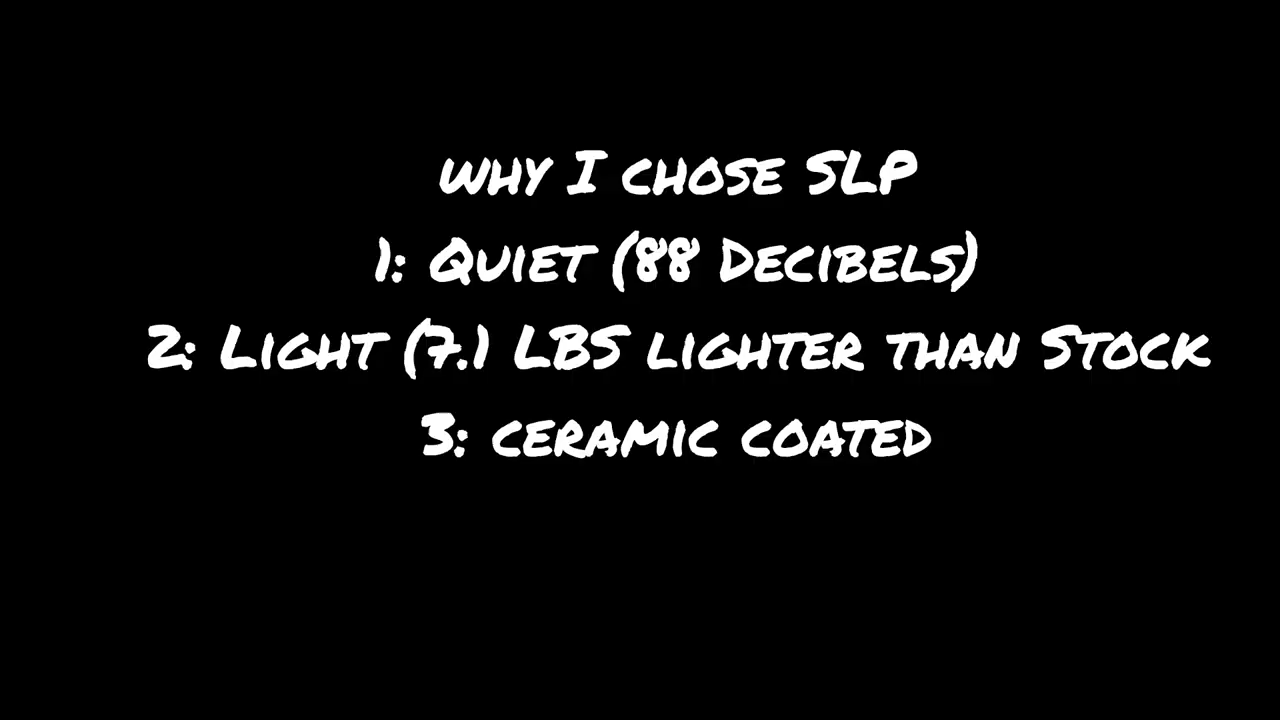 why I chose SLP
1: Quiet (88 Decibels)
2: Light (7.1 LBS lighter than Stock
3: ceramic coated